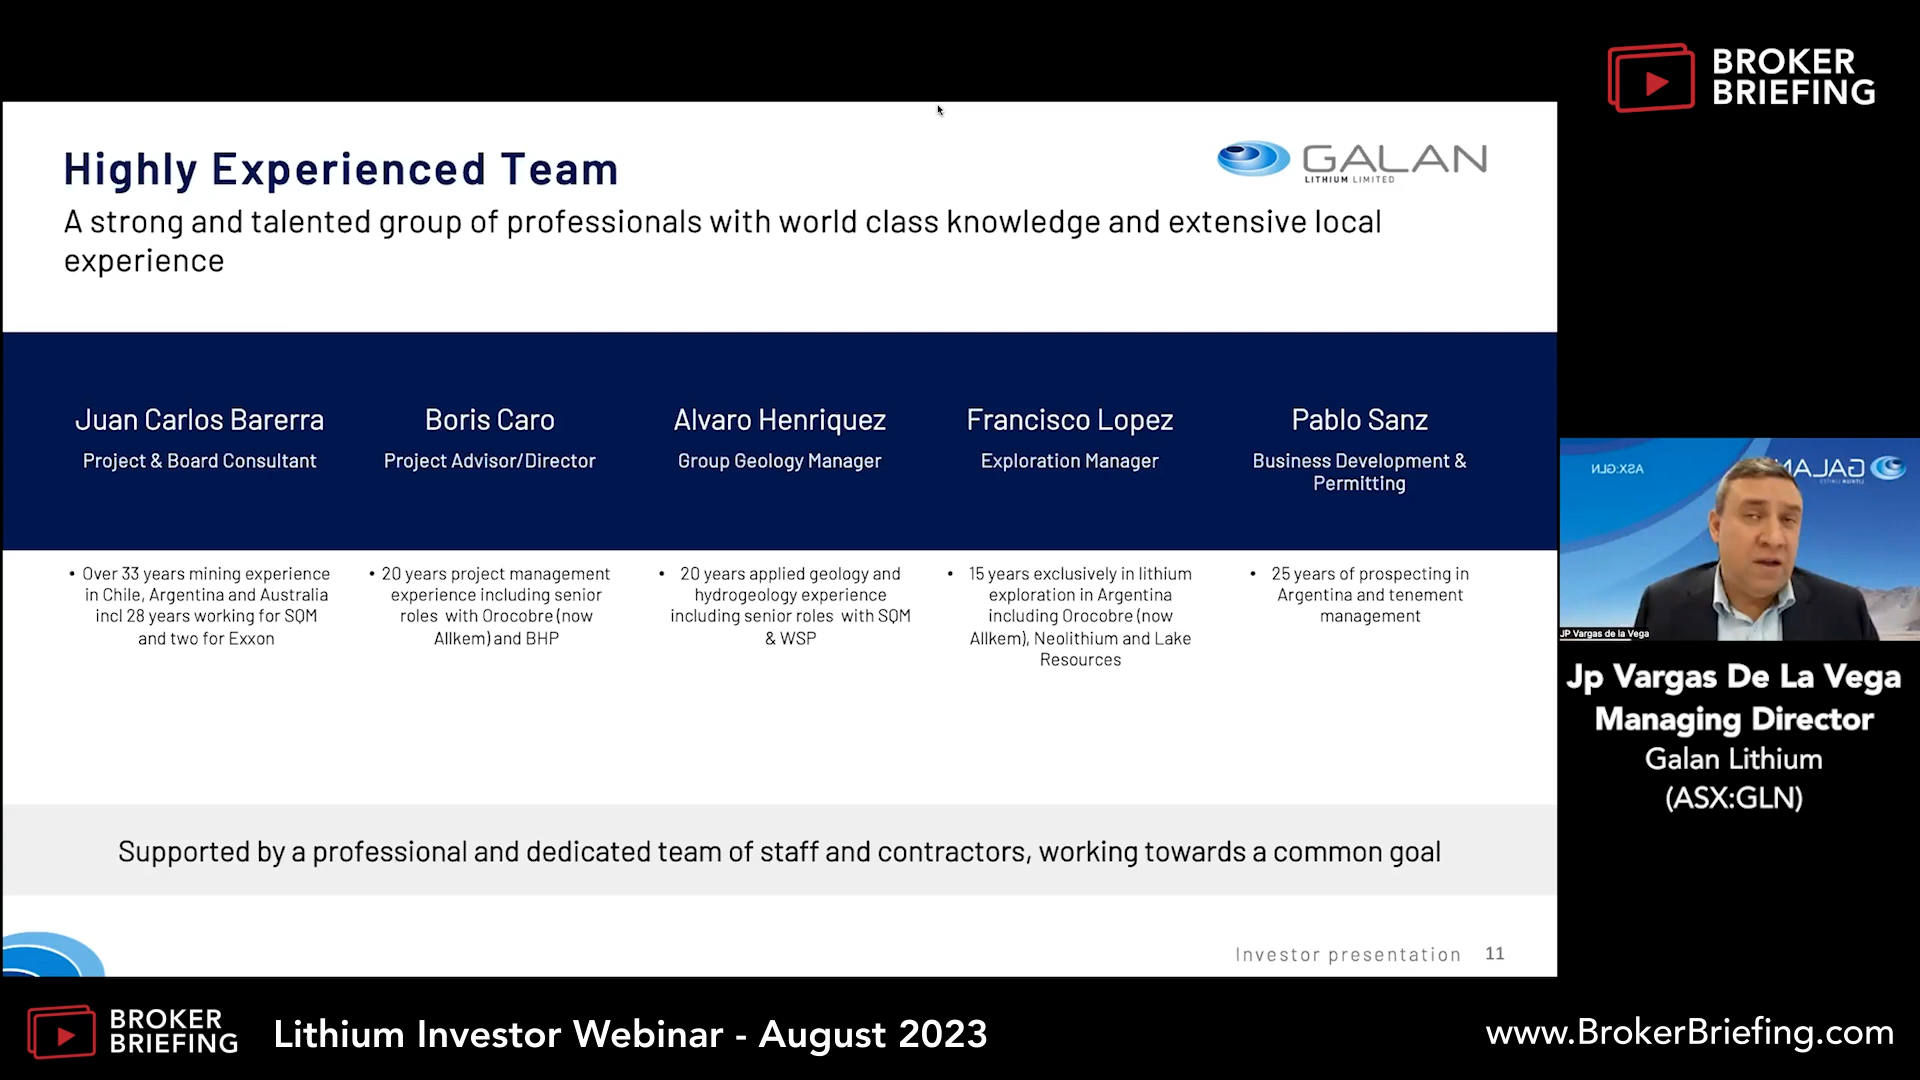 BROKER
BRIEFING
Highly Experienced Team
GALAN
LITHIUM LIMITED
A strong and talented group of professionals with world class knowledge and extensive local
experience
Juan Carlos Barerra
Project & Board Consultant
Boris Caro
Project Advisor/Director
Alvaro Henriquez
Group Geology Manager
Francisco Lopez
Exploration Manager
Pablo Sanz
Business Development &
Permitting
• Over 33 years mining experience
in Chile, Argentina and Australia
incl 28 years working for SQM
and two for Exxon
• 20 years project management
experience including senior
roles with Orocobre (now
Allkem) and BHP
• 20 years applied geology and
hydrogeology experience
including senior roles with SQM
& WSP
• 15 years exclusively in lithium
exploration in Argentina
including Orocobre (now
Allkem), Neolithium and Lake
Resources
• 25 years of prospecting in
Argentina and tenement
management
Supported by a professional and dedicated team of staff and contractors, working towards a common goal
Investor presentation 11
ASX:GLN
GALAN
JP Vargas de la Vega
Jp Vargas De La Vega
Managing Director
Galan Lithium
(ASX:GLN)
BROKER
BRIEFING
Lithium Investor Webinar - August 2023
www.BrokerBriefing.com